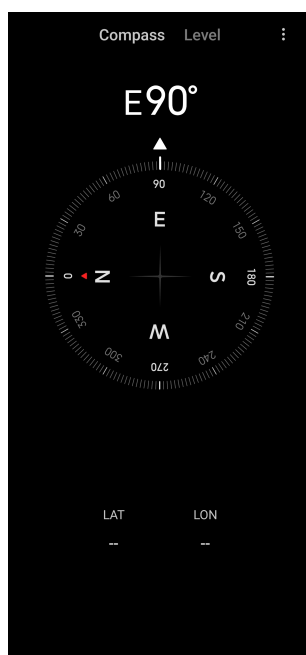 Compass Level
E90°
90
60 120
E
30 150
0 N S 180
330 210
W
300 240
270
LAT LON
-- --